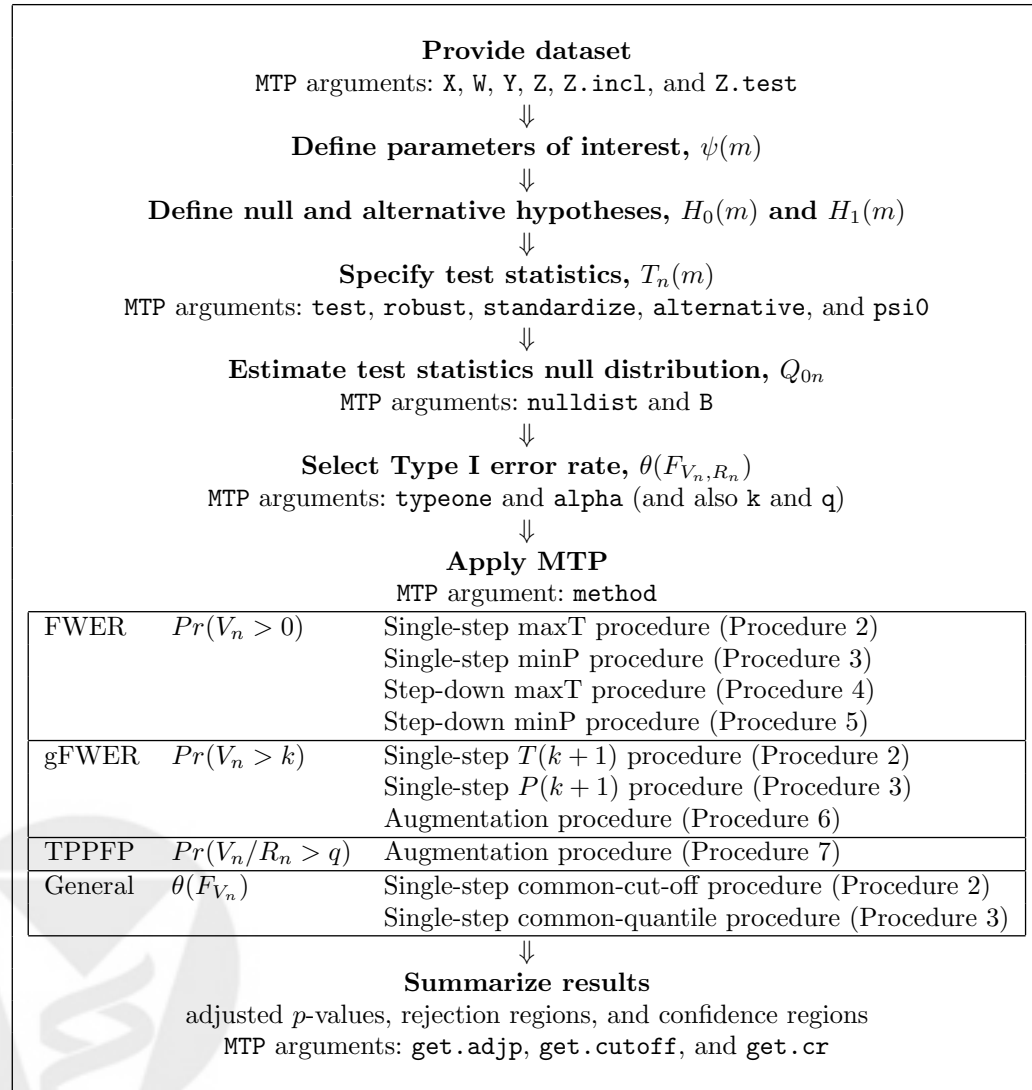 Provide dataset
MTP arguments: X, W, Y, Z, Z.incl, and Z.test
⇓
Define parameters of interest, ψ(m)
⇓
Define null and alternative hypotheses, H₀(m) and H₁(m)
⇓
Specify test statistics, Tₙ(m)
MTP arguments: test, robust, standardize, alternative, and psi0
⇓
Estimate test statistics null distribution, Q₀ₙ
MTP arguments: nulldist and B
⇓
Select Type I error rate, θ(F_{Vₙ,Rₙ})
MTP arguments: typeone and alpha (and also k and q)
⇓
Apply MTP
MTP argument: method
FWER Pr(Vₙ > 0) Single-step maxT procedure (Procedure 2)
Single-step minP procedure (Procedure 3)
Step-down maxT procedure (Procedure 4)
Step-down minP procedure (Procedure 5)
gFWER Pr(Vₙ > k) Single-step T(k + 1) procedure (Procedure 2)
Single-step P(k + 1) procedure (Procedure 3)
Augmentation procedure (Procedure 6)
TPPFP Pr(Vₙ/Rₙ > q) Augmentation procedure (Procedure 7)
General θ(F_{Vₙ}) Single-step common-cut-off procedure (Procedure 2)
Single-step common-quantile procedure (Procedure 3)
⇓
Summarize results
adjusted p-values, rejection regions, and confidence regions
MTP arguments: get.adjp, get.cutoff, and get.cr